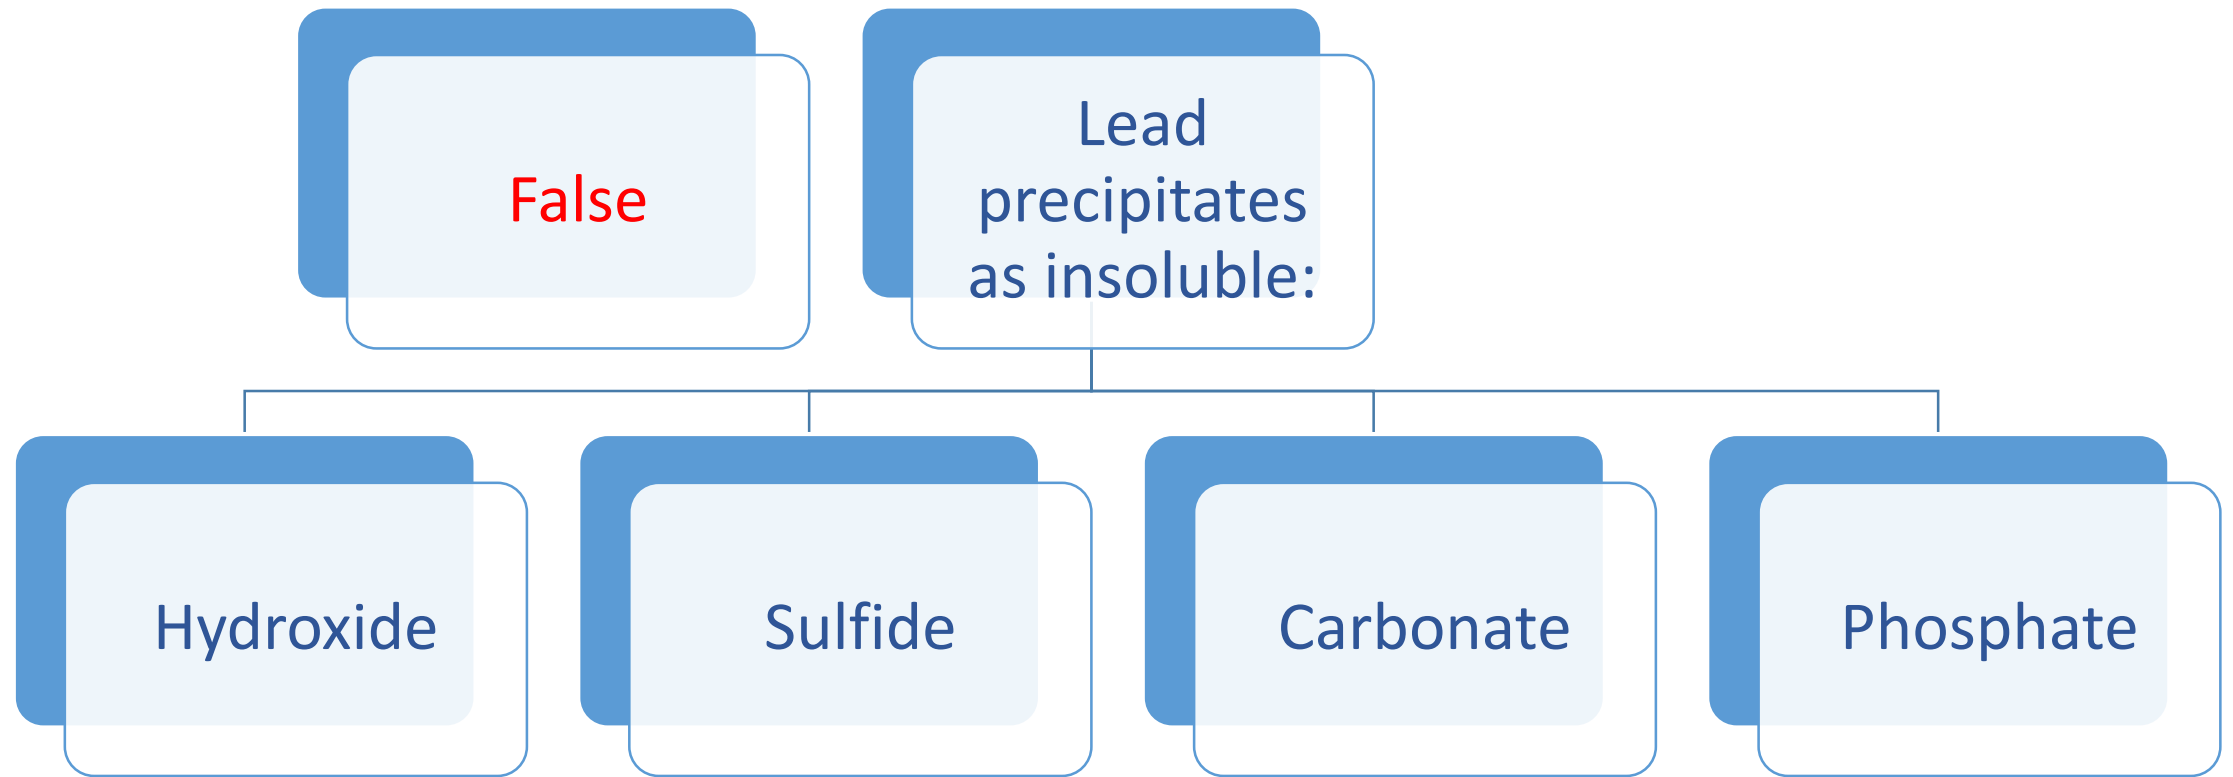 False
Lead
precipitates
as insoluble:
Hydroxide
Sulfide
Carbonate
Phosphate